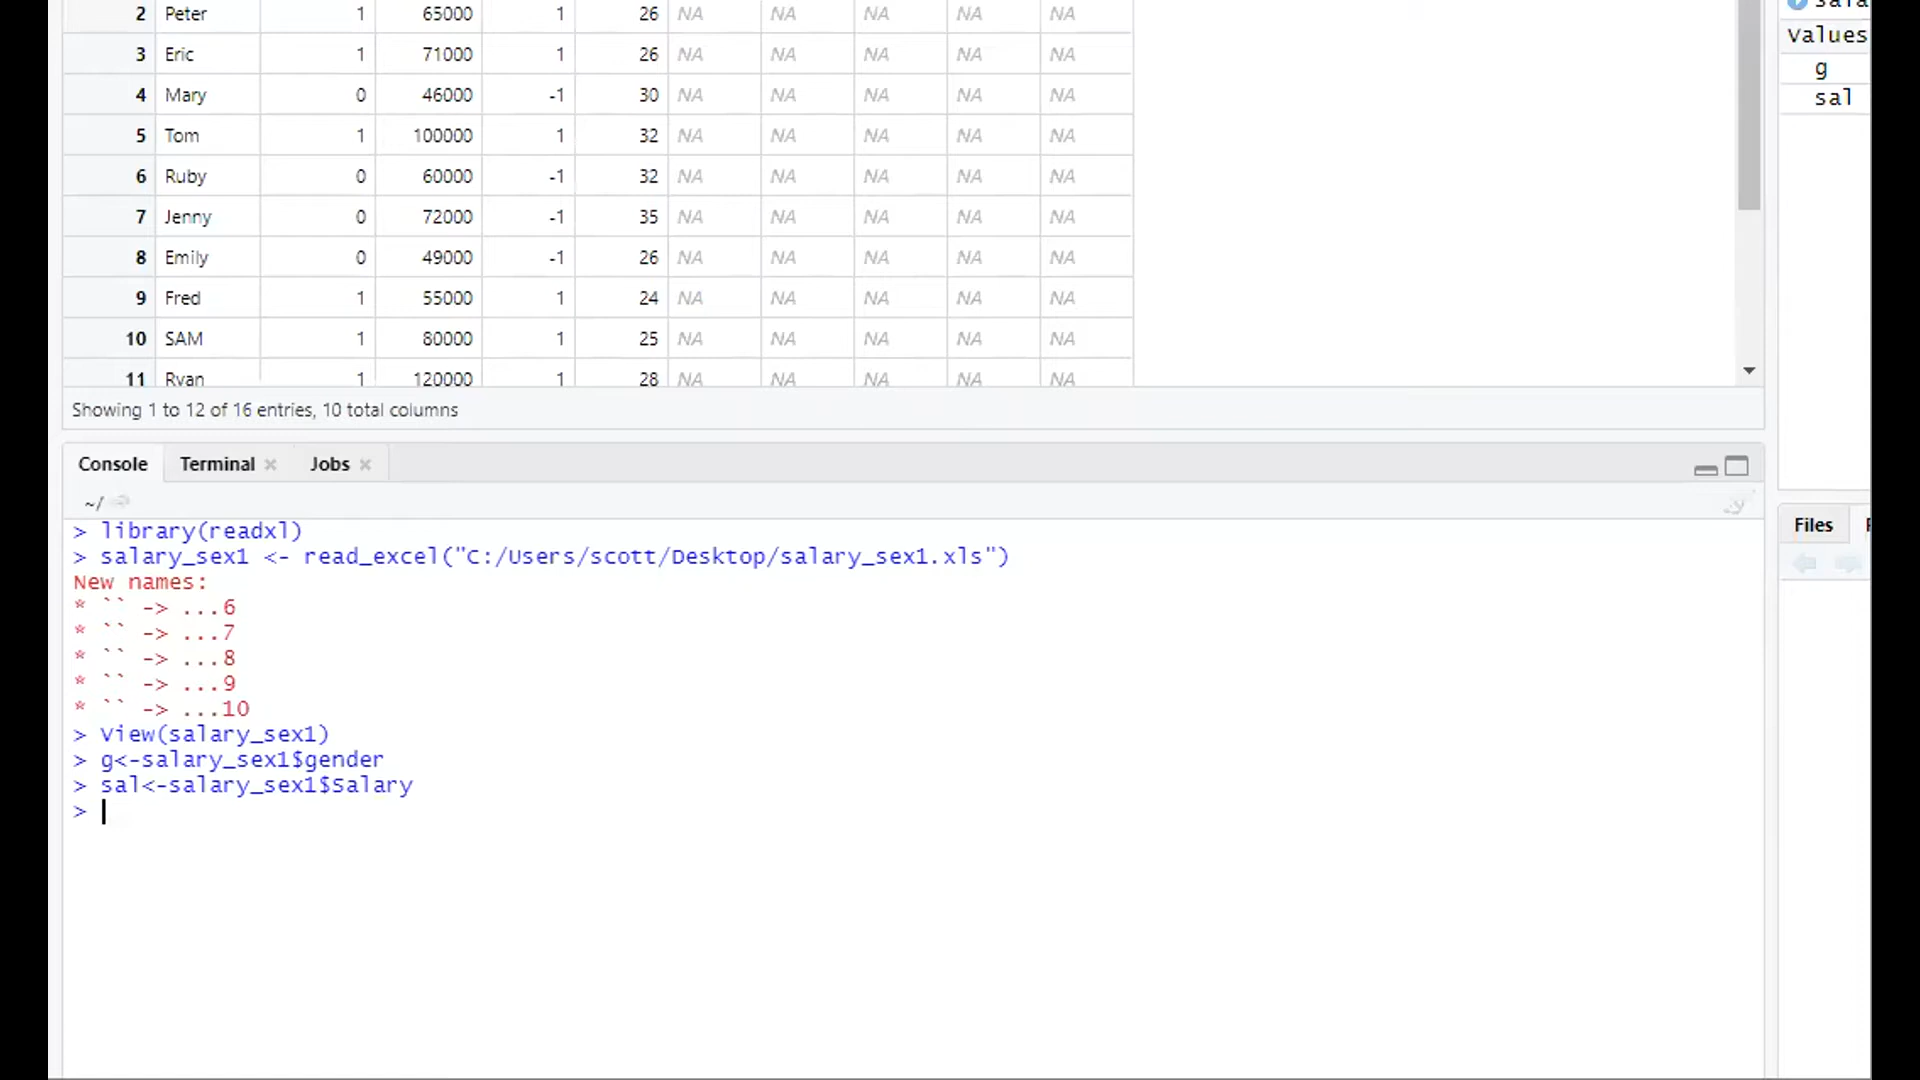 2 Peter 1 65000 1 26 NA NA NA NA NA
3 Eric 1 71000 1 26 NA NA NA NA NA
4 Mary 0 46000 -1 30 NA NA NA NA NA
5 Tom 1 100000 1 32 NA NA NA NA NA
6 Ruby 0 60000 -1 32 NA NA NA NA NA
7 Jenny 0 72000 -1 35 NA NA NA NA NA
8 Emily 0 49000 -1 26 NA NA NA NA NA
9 Fred 1 55000 1 24 NA NA NA NA NA
10 SAM 1 80000 1 25 NA NA NA NA NA
11 Ryan 1 120000 1 28 NA NA NA NA NA
Showing 1 to 12 of 16 entries, 10 total columns
Values
g
sal
Console Terminal Jobs
~/
> library(readxl)
> salary_sex1 <- read_excel("C:/Users/scott/Desktop/salary_sex1.xls")
New names:
* `` -> ...6
* `` -> ...7
* `` -> ...8
* `` -> ...9
* `` -> ...10
> View(salary_sex1)
> g<-salary_sex1$gender
> sal<-salary_sex1$Salary
>
Files